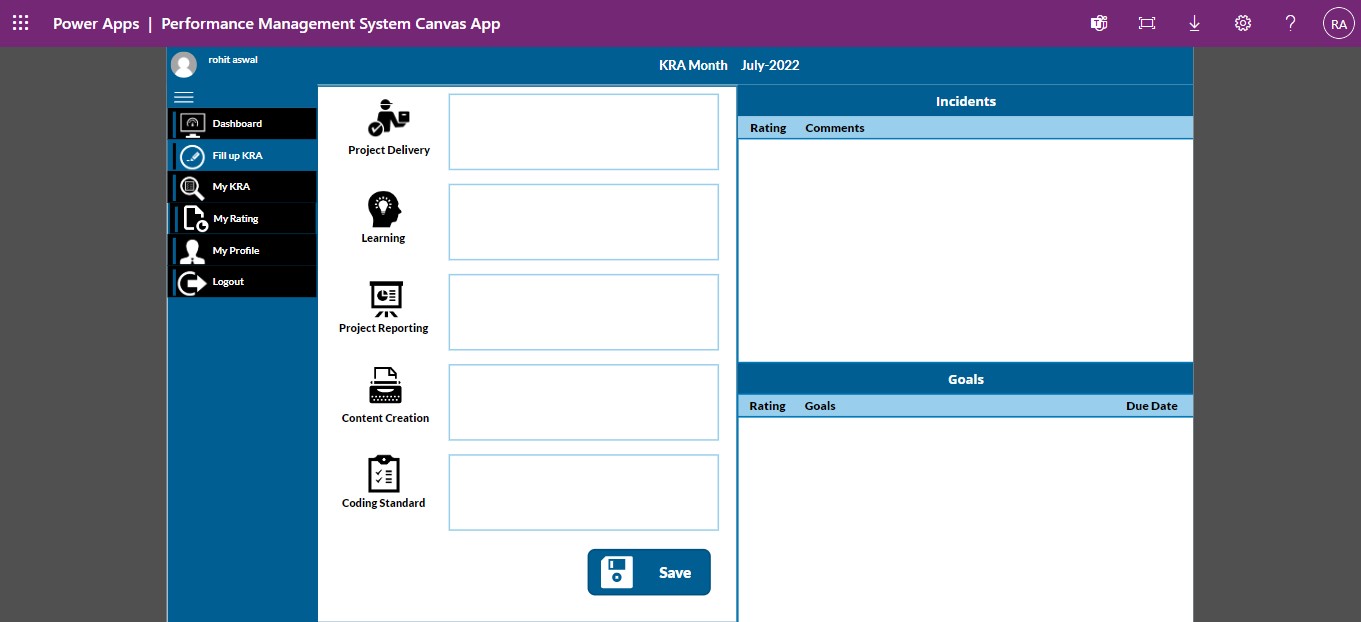 Power Apps | Performance Management System Canvas App
?
RA
rohit aswal
KRA Month July-2022
Dashboard
Fill up KRA
My KRA
My Rating
My Profile
Logout
Project Delivery
Learning
Project Reporting
Content Creation
Coding Standard
Save
Incidents
Rating Comments
Goals
Rating Goals Due Date